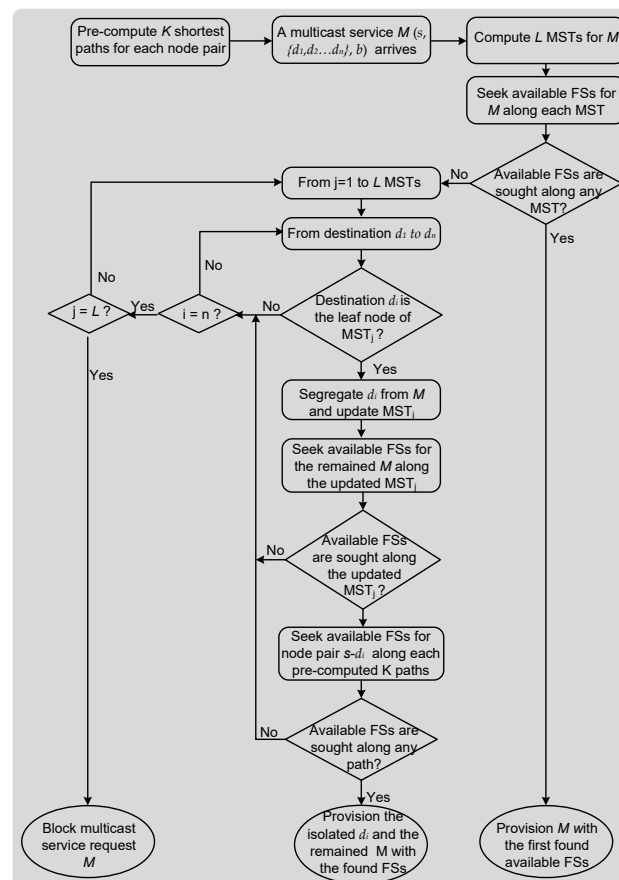 Pre-compute K shortest
paths for each node pair
A multicast service M (s,
{d₁,d₂…dₙ}, b) arrives
Compute L MSTs for M
Seek available FSs for
M along each MST
Available FSs are
sought along any
MST?
No
Yes
From j=1 to L MSTs
From destination d₁ to dₙ
No
No
j = L ?
Yes
i = n ?
No
Destination dᵢ is
the leaf node of
MSTⱼ ?
Yes
Yes
Segregate dᵢ from M
and update MSTⱼ
Seek available FSs for
the remained M along
the updated MSTⱼ
Available FSs
are sought along
the updated
MSTⱼ ?
No
Seek available FSs for
node pair s-dᵢ along each
pre-computed K paths
Available FSs are
sought along any
path?
No
Yes
Block multicast
service request
M
Provision the
isolated dᵢ and the
remained M with
the found FSs
Provision M with
the first found
available FSs